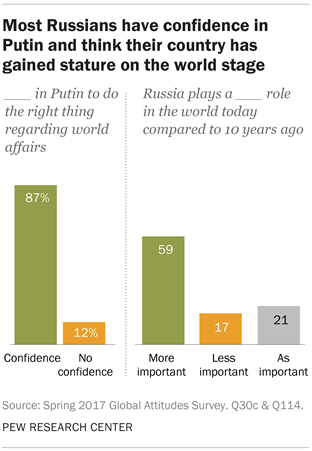 Most Russians have confidence in
Putin and think their country has
gained stature on the world stage
___ in Putin to do
the right thing
regarding world
affairs
Russia plays a ___ role
in the world today
compared to 10 years ago
87%
12%
Confidence
No
confidence
59
17
21
More
important
Less
important
As
important
Source: Spring 2017 Global Attitudes Survey. Q30c & Q114.
PEW RESEARCH CENTER